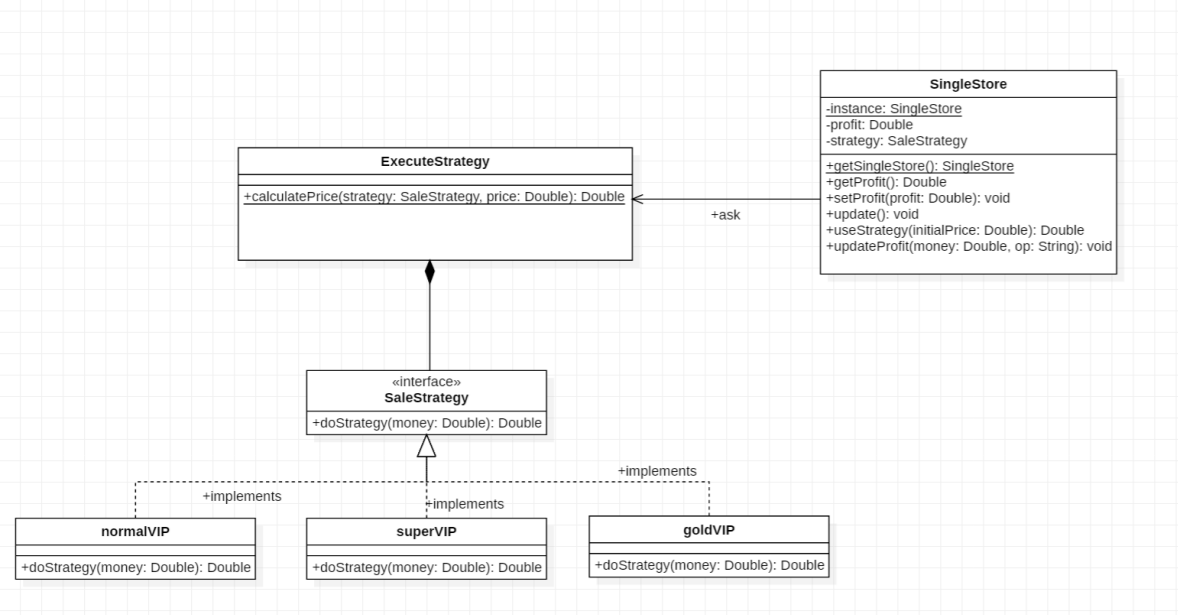 SingleStore
-instance: SingleStore
-profit: Double
-strategy: SaleStrategy
+getSingleStore(): SingleStore
+getProfit(): Double
+setProfit(profit: Double): void
+update(): void
+useStrategy(initialPrice: Double): Double
+updateProfit(money: Double, op: String): void
ExecuteStrategy
+calculatePrice(strategy: SaleStrategy, price: Double): Double
+ask
«interface»
SaleStrategy
+doStrategy(money: Double): Double
+implements
+implements
+implements
normalVIP
+doStrategy(money: Double): Double
superVIP
+doStrategy(money: Double): Double
goldVIP
+doStrategy(money: Double): Double